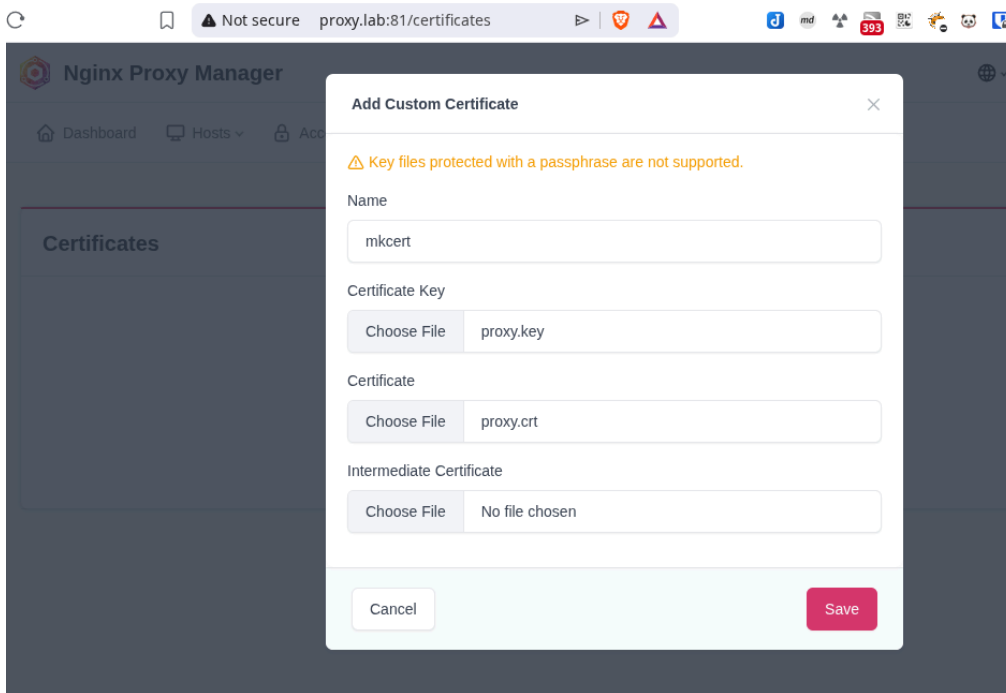 Not secure proxy.lab:81/certificates
md
393
Nginx Proxy Manager
Dashboard Hosts Acc
Certificates
Add Custom Certificate
Key files protected with a passphrase are not supported.
Name
mkcert
Certificate Key
Choose File proxy.key
Certificate
Choose File proxy.crt
Intermediate Certificate
Choose File No file chosen
Cancel Save